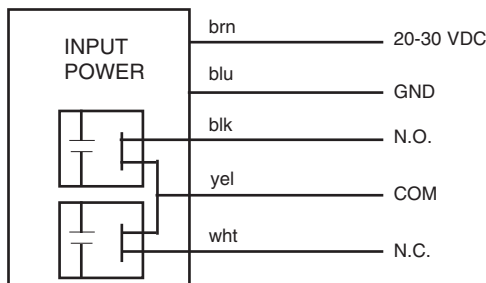 INPUT
POWER
brn
20-30 VDC
blu
GND
blk
N.O.
yel
COM
wht
N.C.